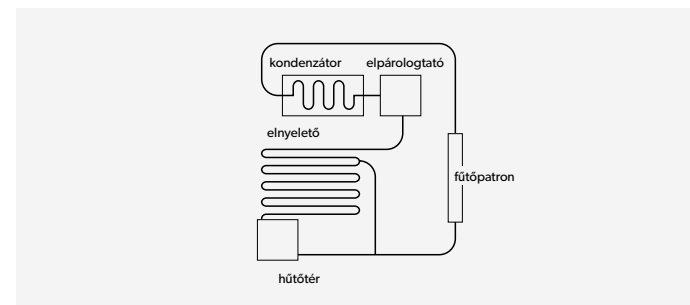 kondenzátor elpárologtató
elnyelető
fűtőpatron
hűtőtér